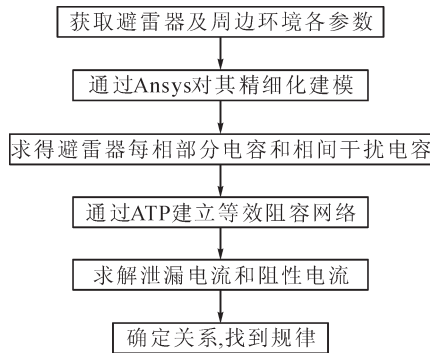 获取避雷器及周边环境各参数
通过Ansys对其精细化建模
求得避雷器每相部分电容和相间干扰电容
通过ATP建立等效阻容网络
求解泄漏电流和阻性电流
确定关系,找到规律